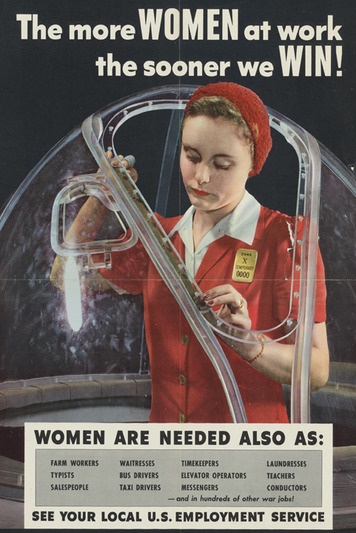 The more WOMEN at work
the sooner we WIN!
X
TEMPORARY
0000
WOMEN ARE NEEDED ALSO AS:
FARM WORKERS WAITRESSES TIMEKEEPERS LAUNDRESSES
TYPISTS BUS DRIVERS ELEVATOR OPERATORS TEACHERS
SALESPEOPLE TAXI DRIVERS MESSENGERS CONDUCTORS
—and in hundreds of other war jobs!
SEE YOUR LOCAL U.S. EMPLOYMENT SERVICE